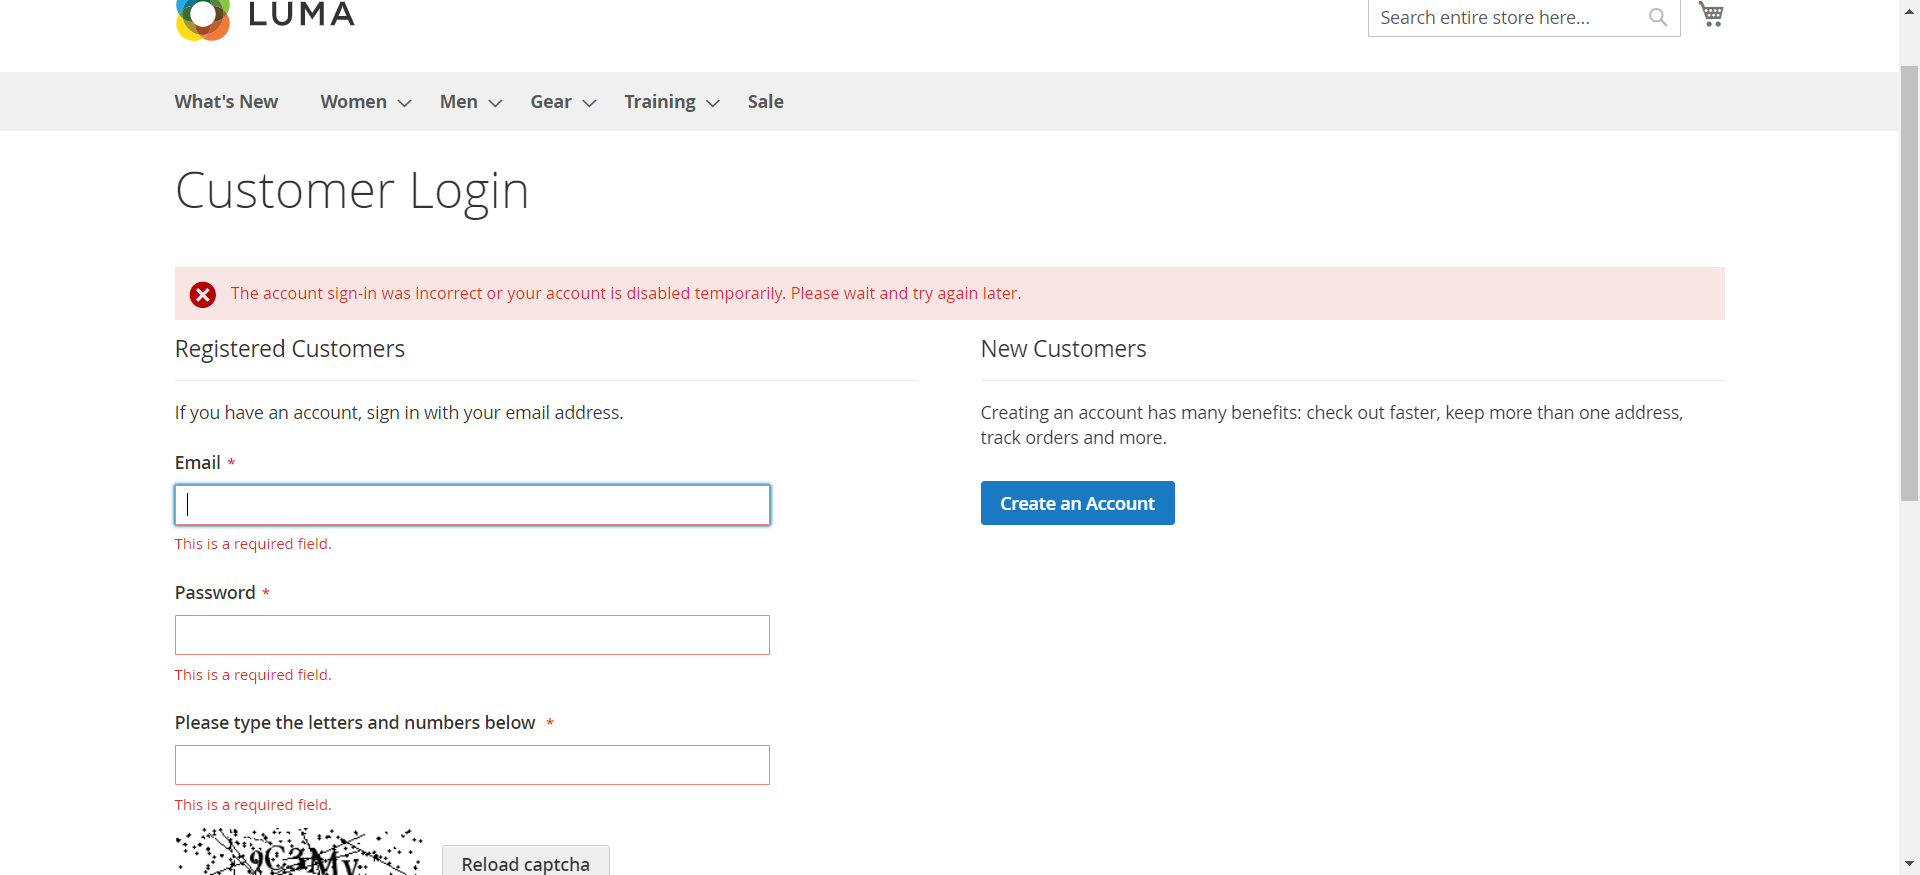 LUMA
Search entire store here...
What's New Women Men Gear Training Sale
Customer Login
The account sign-in was incorrect or your account is disabled temporarily. Please wait and try again later.
Registered Customers
If you have an account, sign in with your email address.
Email *
This is a required field.
Password *
This is a required field.
Please type the letters and numbers below *
This is a required field.
Reload captcha
New Customers
Creating an account has many benefits: check out faster, keep more than one address,
track orders and more.
Create an Account